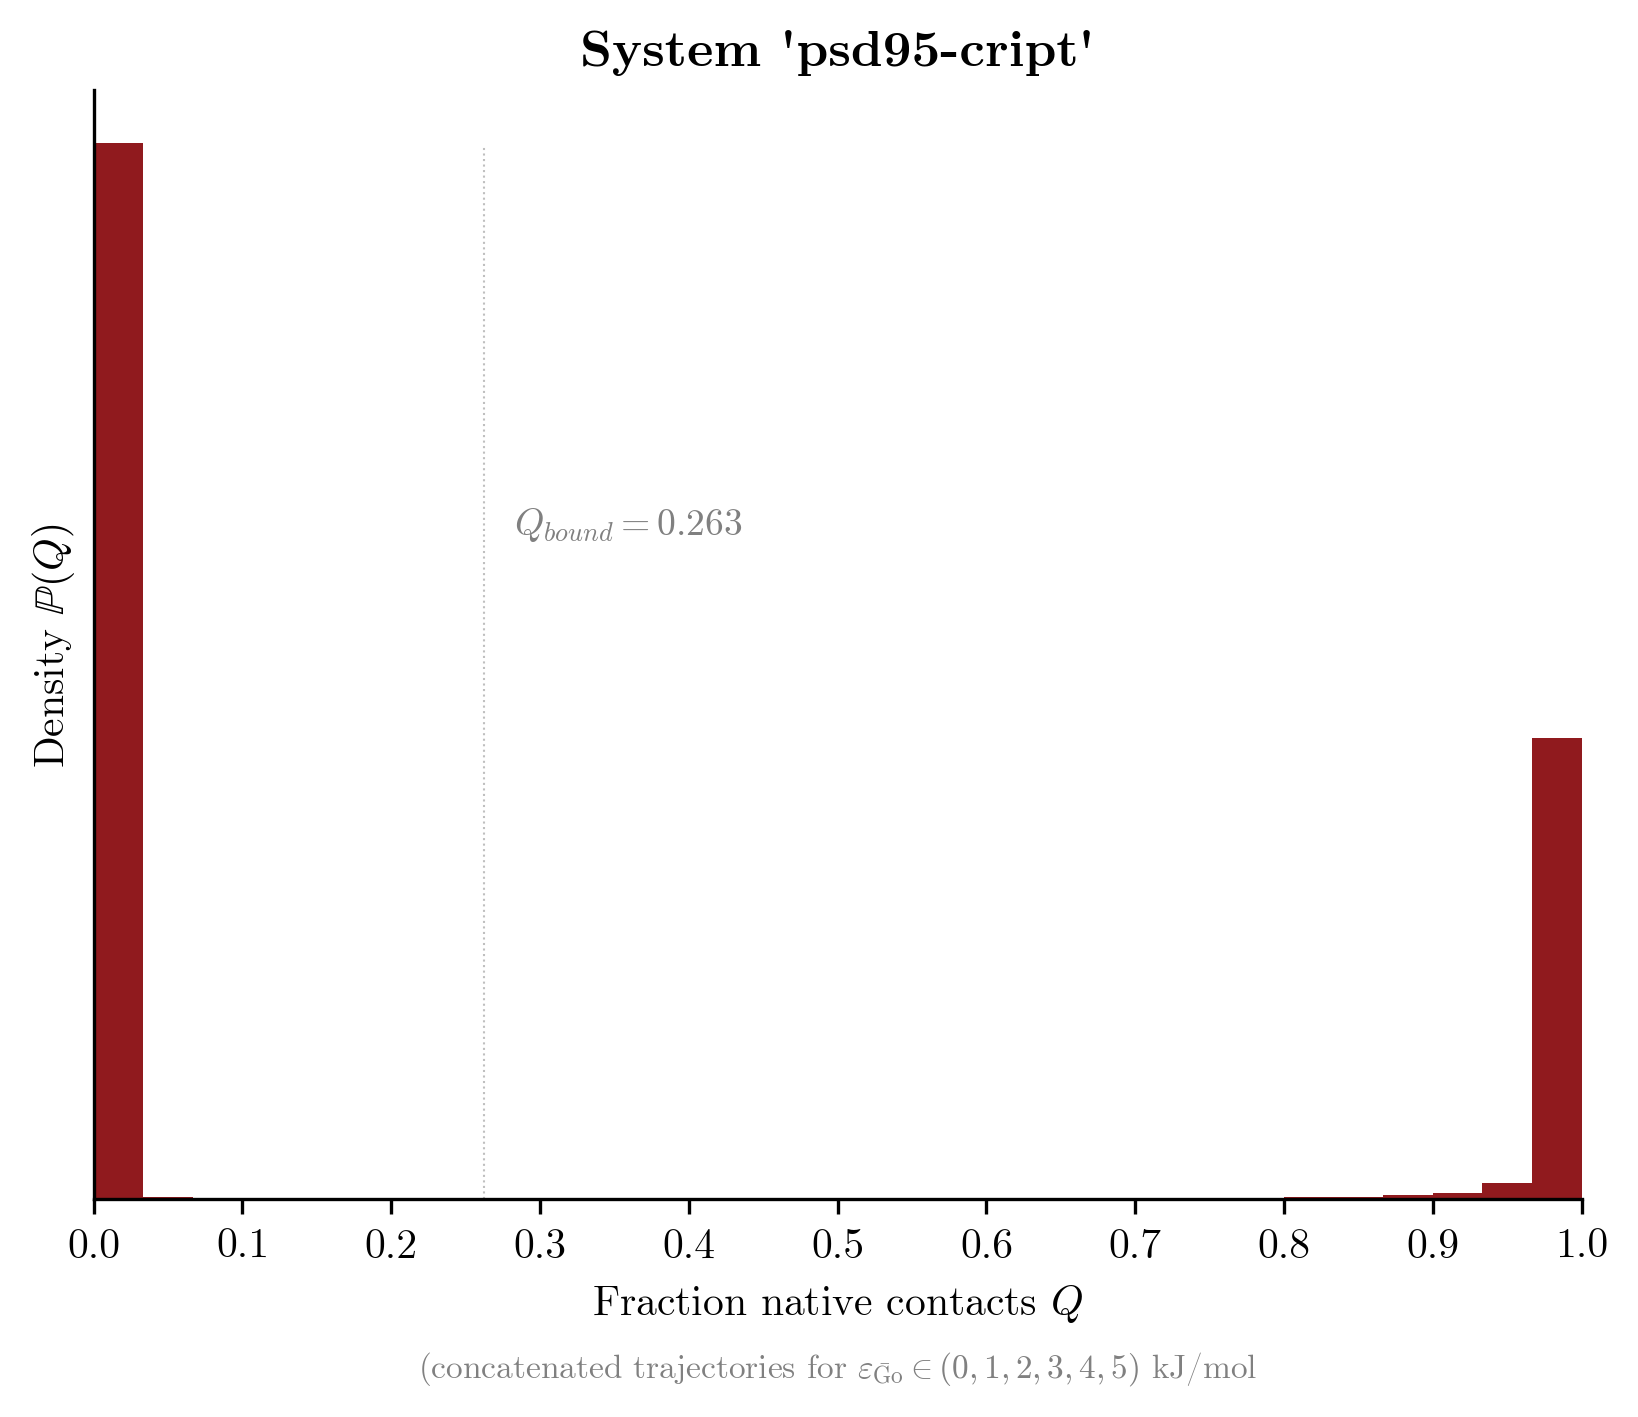 System 'psd95-cript'
Density ℙ(Q)
Q_{bound} = 0.263
0.0 0.1 0.2 0.3 0.4 0.5 0.6 0.7 0.8 0.9 1.0
Fraction native contacts Q
(concatenated trajectories for ε_{Ḡo} ∈ (0, 1, 2, 3, 4, 5) kJ/mol